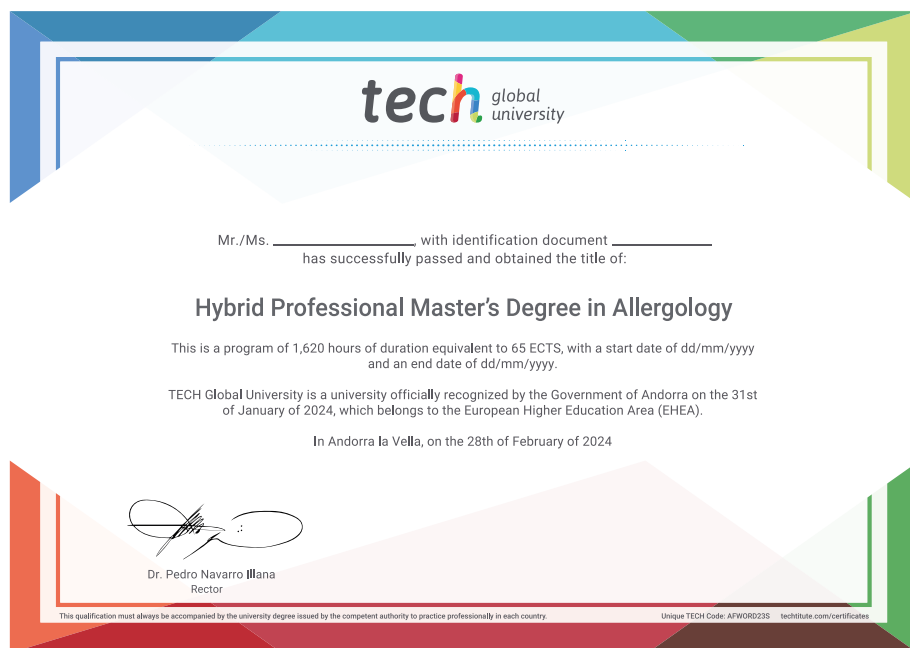 tech global university
Mr./Ms. ____________, with identification document ____________
has successfully passed and obtained the title of:
Hybrid Professional Master's Degree in Allergology
This is a program of 1,620 hours of duration equivalent to 65 ECTS, with a start date of dd/mm/yyyy
and an end date of dd/mm/yyyy.
TECH Global University is a university officially recognized by the Government of Andorra on the 31st
of January of 2024, which belongs to the European Higher Education Area (EHEA).
In Andorra la Vella, on the 28th of February of 2024
Dr. Pedro Navarro Illana
Rector
This qualification must always be accompanied by the university degree issued by the competent authority to practice professionally in each country.
Unique TECH Code: AFWORD23S techtitute.com/certificates